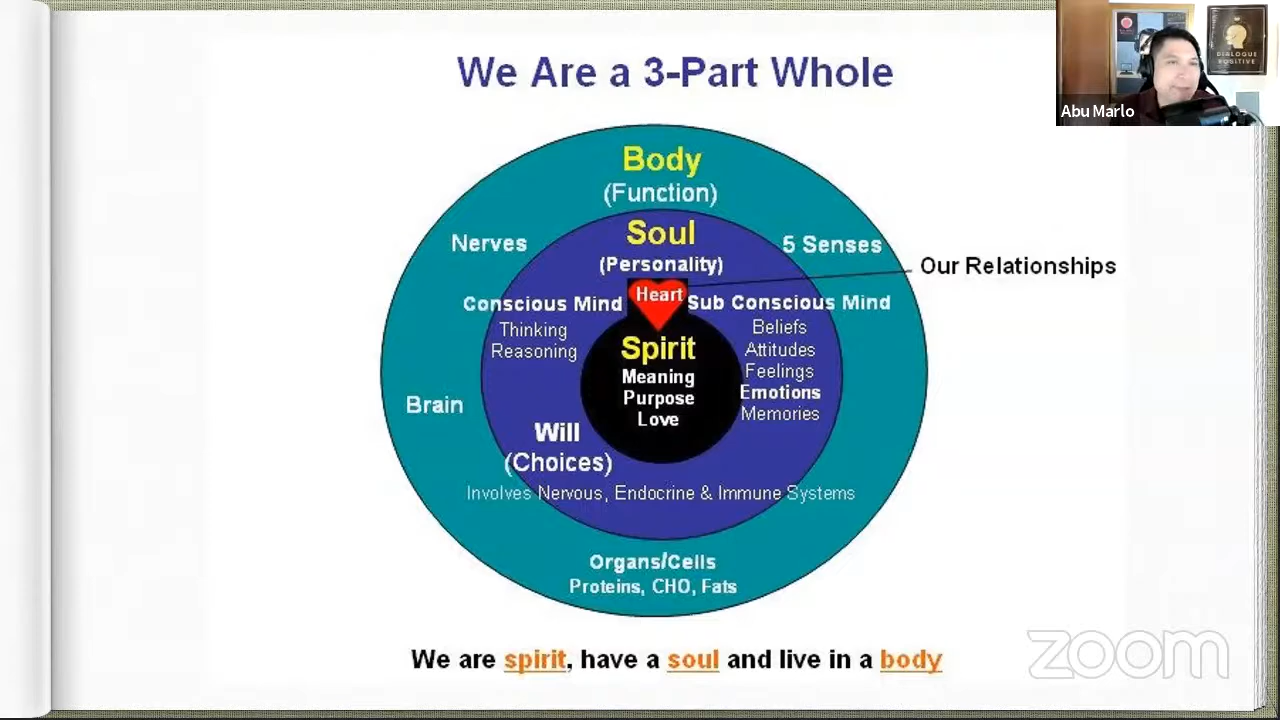 We Are a 3-Part Whole
Abu Marlo
DIALOGUE
POSITIVE
Body
(Function)
Nerves
5 Senses
Soul
(Personality)
Our Relationships
Heart
Conscious Mind
Thinking
Reasoning
Sub Conscious Mind
Beliefs
Attitudes
Feelings
Emotions
Memories
Spirit
Meaning
Purpose
Love
Brain
Will
(Choices)
Involves Nervous, Endocrine & Immune Systems
Organs/Cells
Proteins, CHO, Fats
We are spirit, have a soul and live in a body
zoom